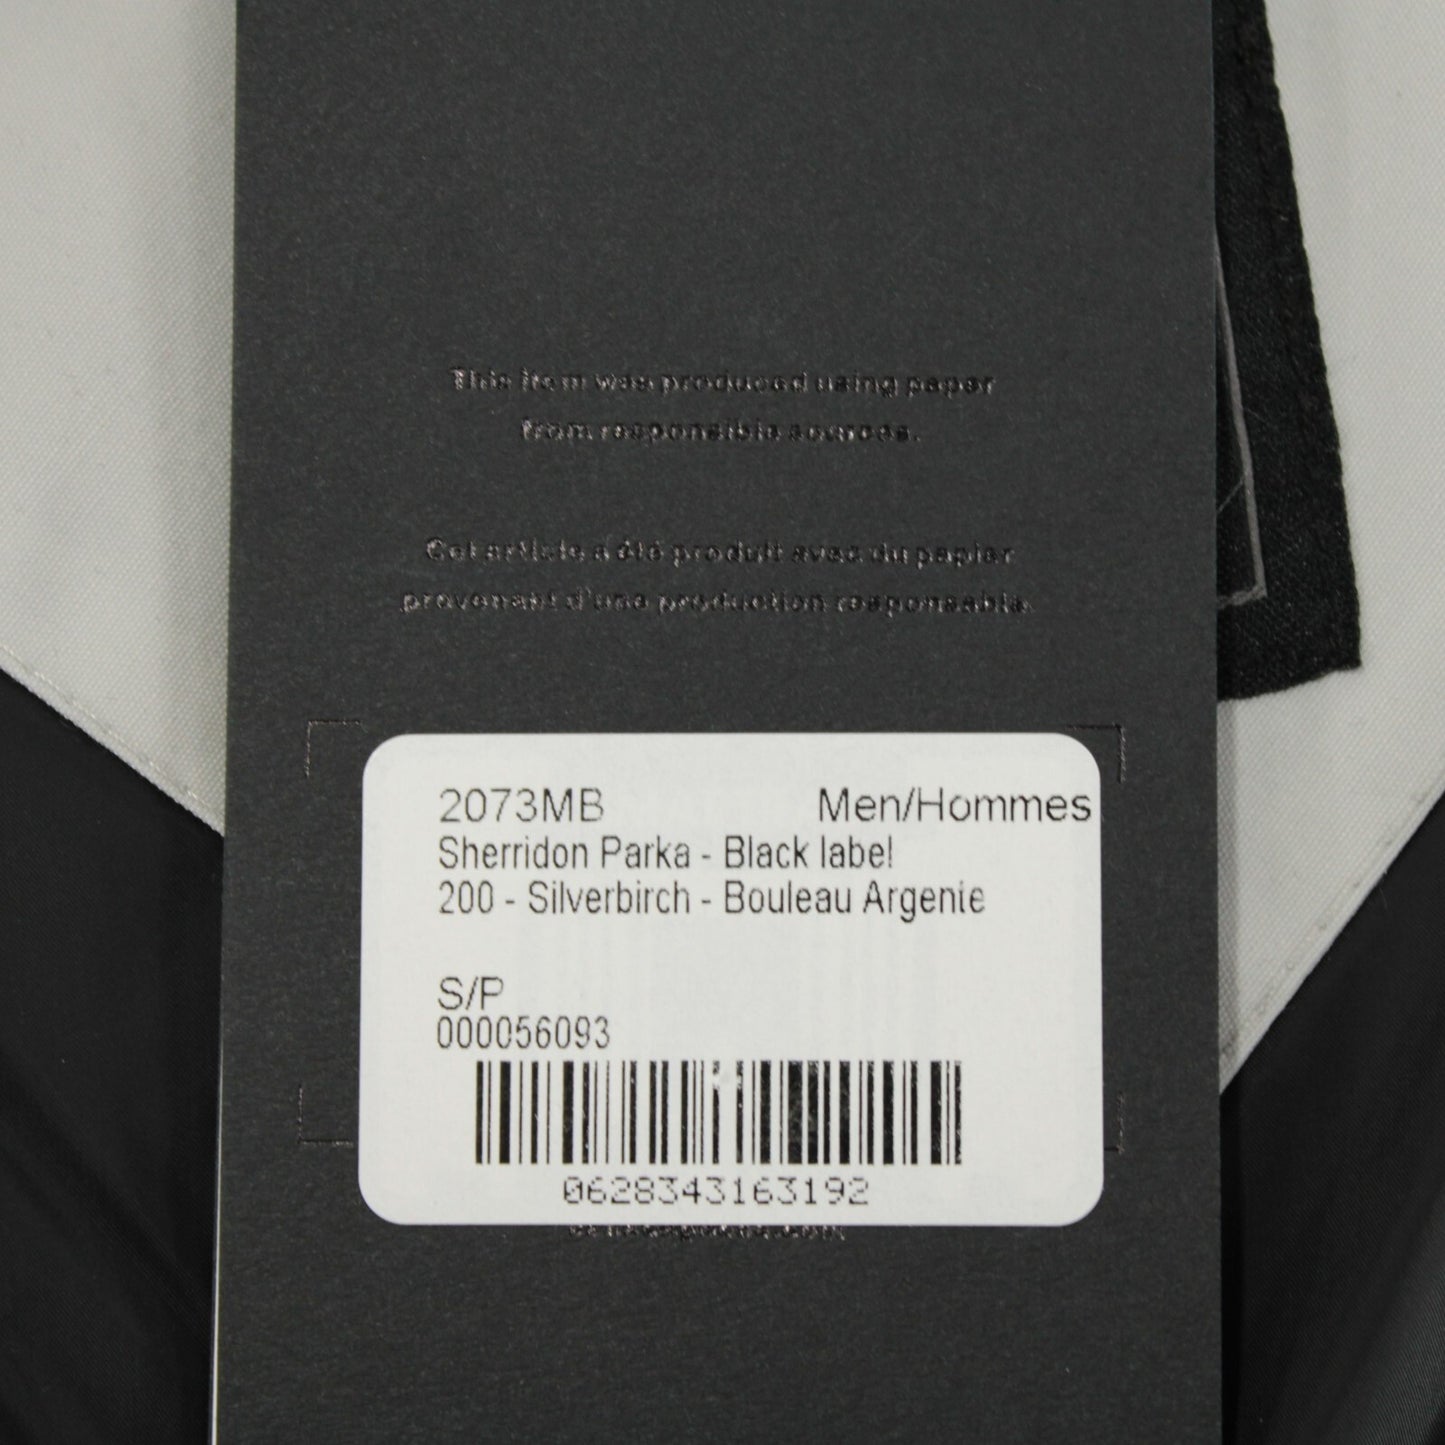 This item was produced using paper
from responsible sources.
Cet article a été produit avec du papier
provenant d'une production responsable.
2073MB Men/Hommes
Sherridon Parka - Black label
200 - Silverbirch - Bouleau Argente
S/P
000056093
0628343163192